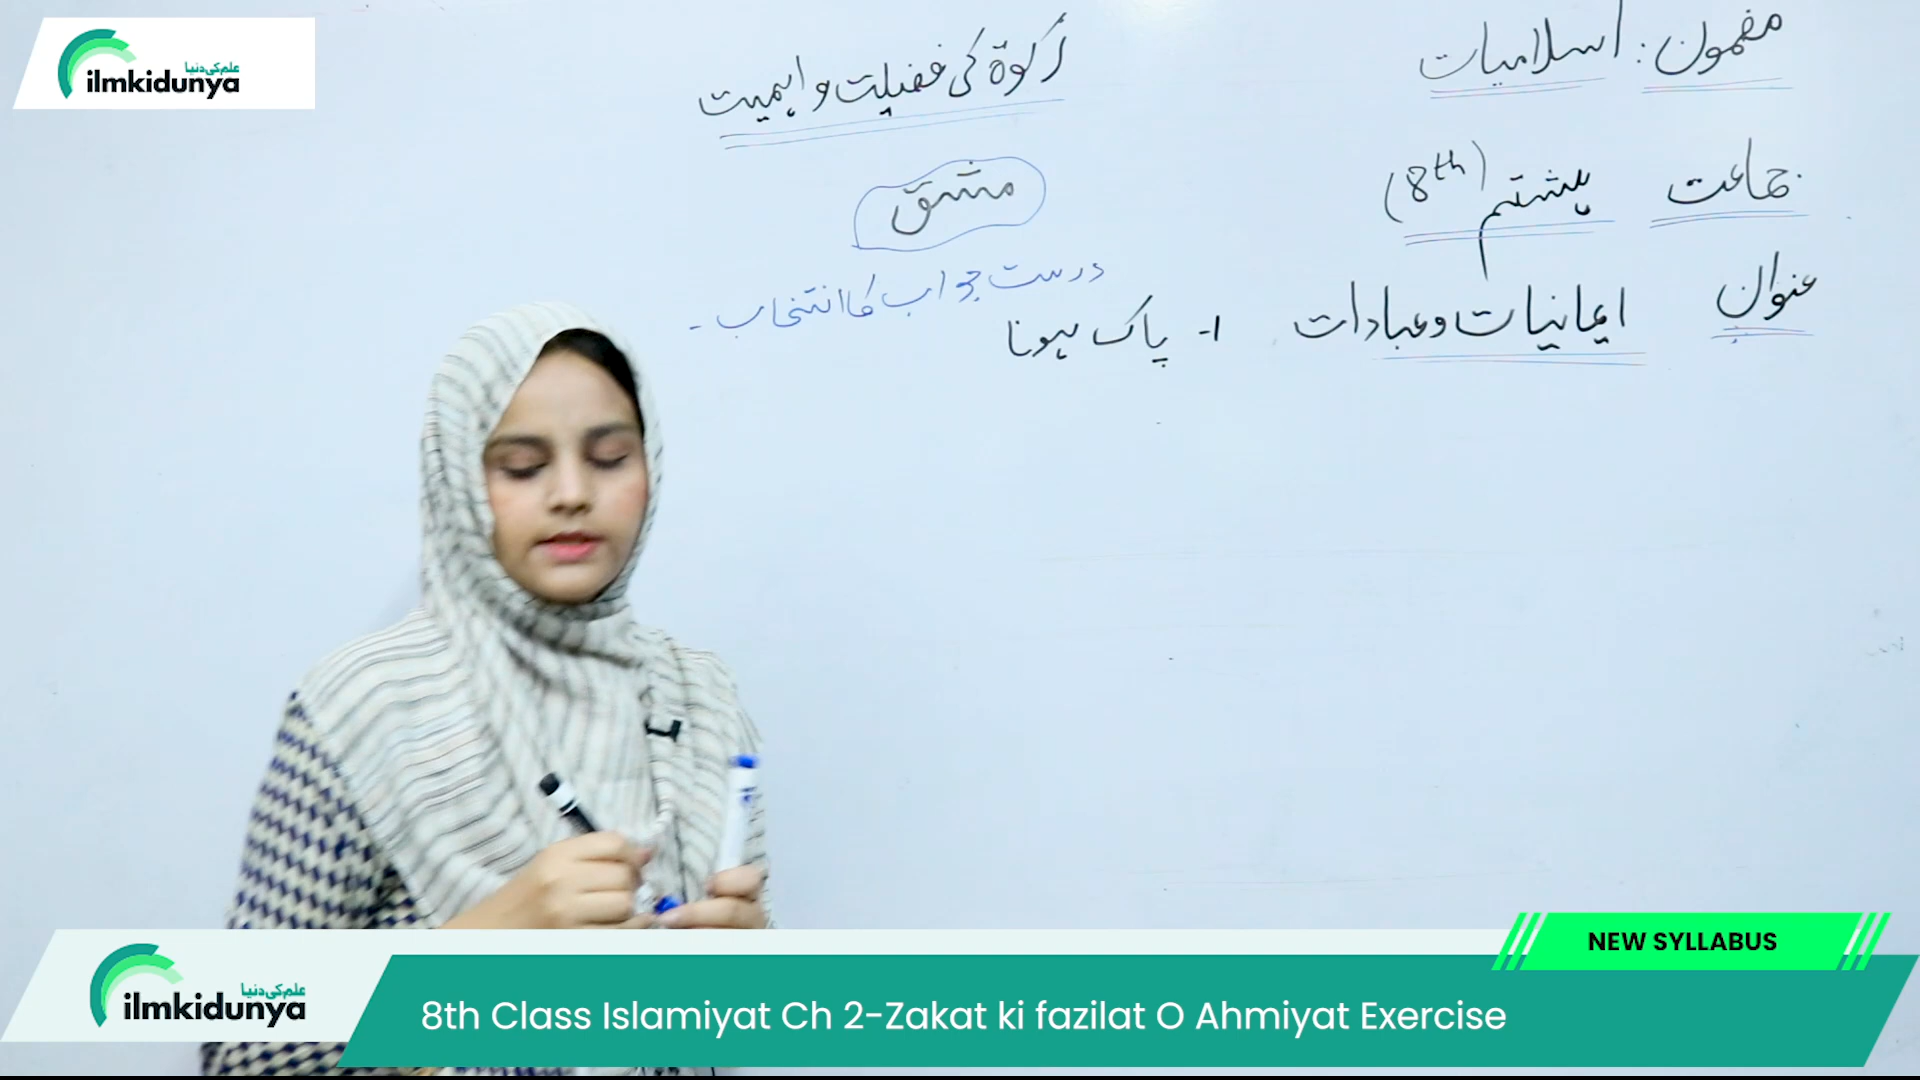 علم کی دنیا
ilmkidunya
مضمون: اسلامیات
زکوٰۃ کی فضیلت و اہمیت
جماعت ہشتم (8th)
مشق
عنوان ایمانیات و عبادات
درست جواب کا انتخاب -
۱- پاک ہونا
NEW SYLLABUS
علم کی دنیا
ilmkidunya
8th Class Islamiyat Ch 2-Zakat ki fazilat O Ahmiyat Exercise